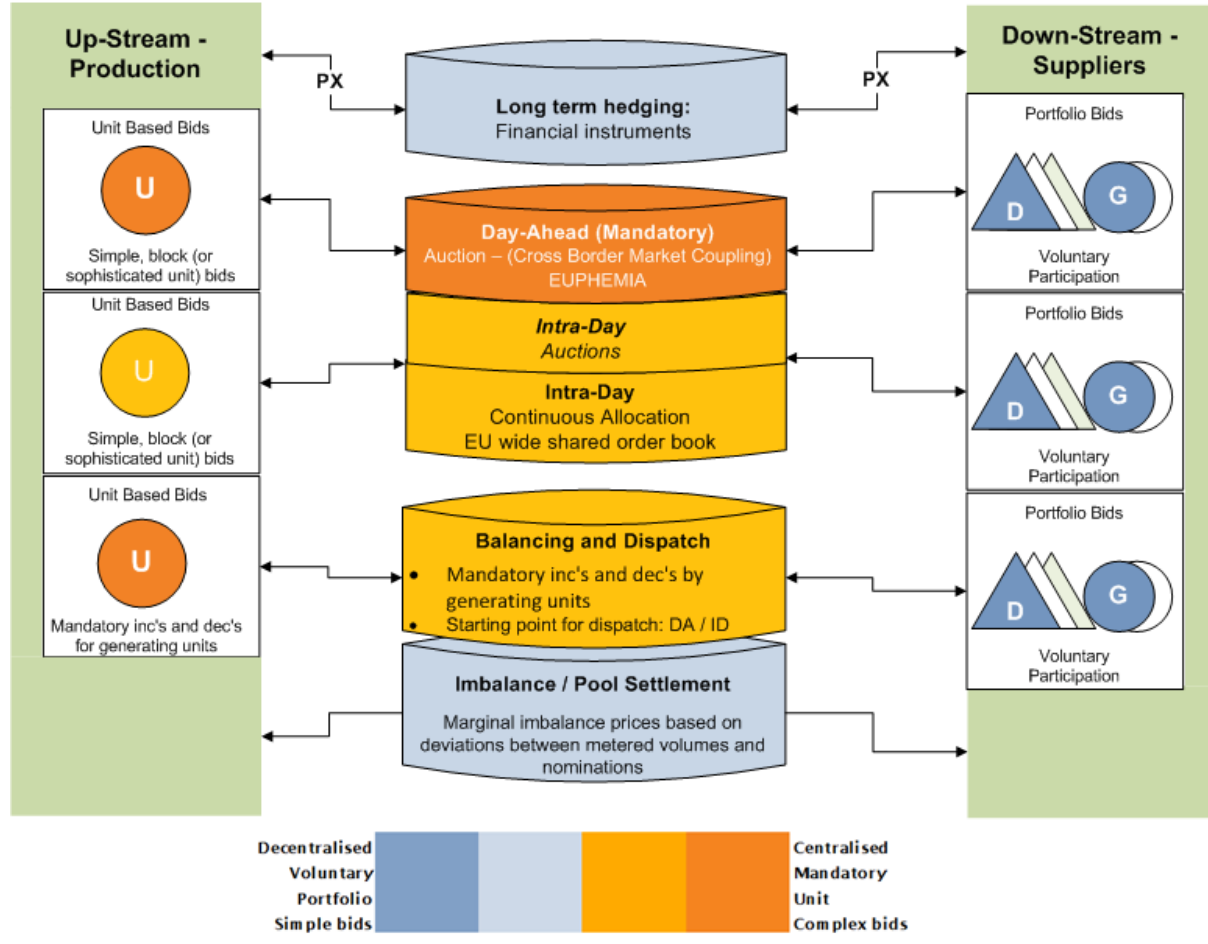 Up-Stream -
Production
Unit Based Bids
U
Simple, block (or
sophisticated unit) bids
Unit Based Bids
U
Simple, block (or
sophisticated unit) bids
Unit Based Bids
U
Mandatory inc's and dec's
for generating units
PX
Long term hedging:
Financial instruments
PX
Day-Ahead (Mandatory)
Auction – (Cross Border Market Coupling)
EUPHEMIA
Intra-Day
Auctions
Intra-Day
Continuous Allocation
EU wide shared order book
Balancing and Dispatch
• Mandatory inc's and dec's by
generating units
• Starting point for dispatch: DA / ID
Imbalance / Pool Settlement
Marginal imbalance prices based on
deviations between metered volumes and
nominations
Down-Stream -
Suppliers
Portfolio Bids
D G
Voluntary
Participation
Portfolio Bids
D G
Voluntary
Participation
Portfolio Bids
D G
Voluntary
Participation
Decentralised
Voluntary
Portfolio
Simple bids
Centralised
Mandatory
Unit
Complex bids